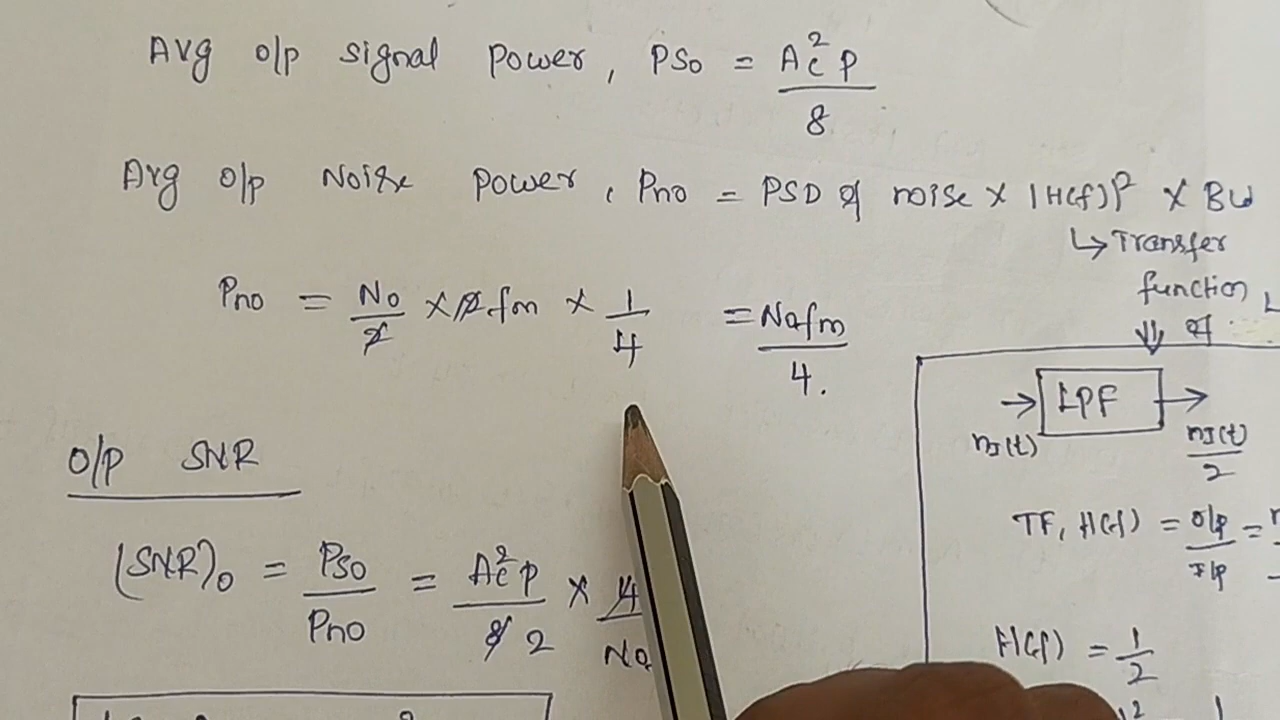 Avg o/p signal power, PSo = Ac²p / 8
Avg o/p Noise power, Pno = PSD of noise × |H(f)|² × BW
↳ Transfer
function
of
Pno = No/2 × 2fm × 1/4 = Nofm/4.
→ LPF →
nI(t)
nI(t)/2
o/p SNR
TF, H(f) = o/p / I/p =
(SNR)o = Pso/Pno = Ac²p / 8 2 × 4 / No
H(f) = 1/2